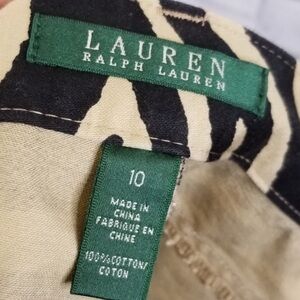 LAUREN
RALPH LAUREN
10
MADE IN
CHINA
FABRIQUE EN
CHINE
100%COTTON/
COTON